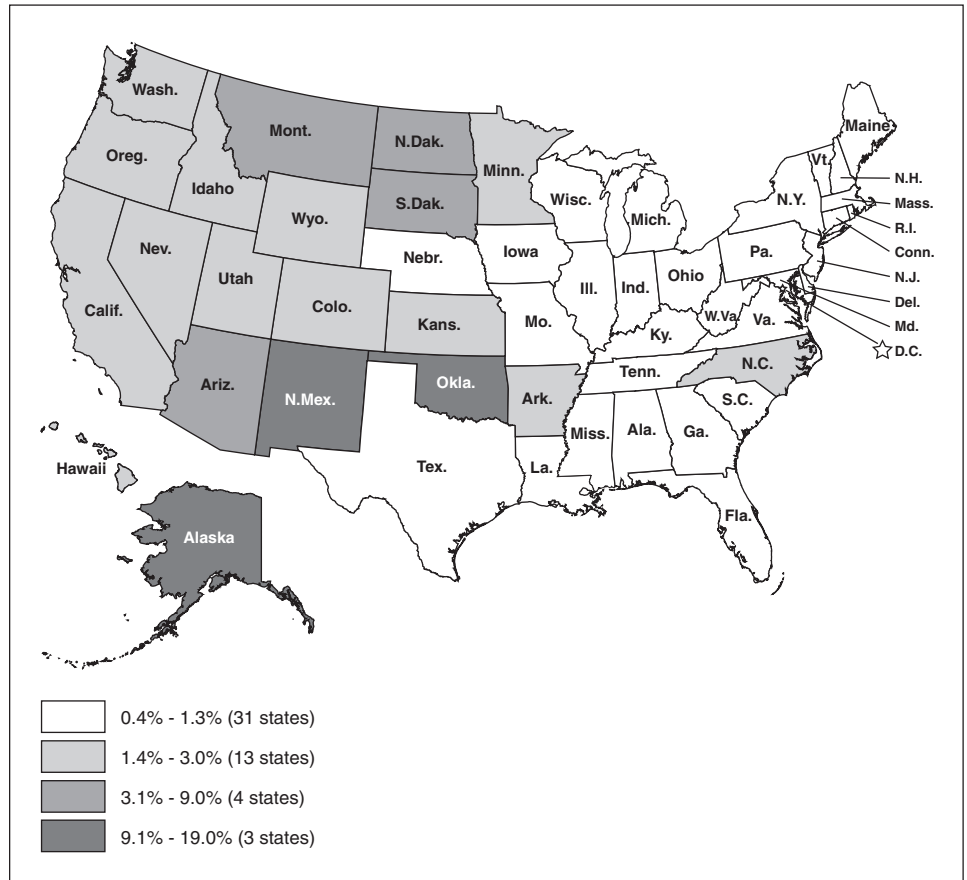 Wash.
Mont.
N.Dak.
Minn.
Maine
Vt.
N.H.
Oreg.
Idaho
S.Dak.
Wisc.
Mich.
N.Y.
Mass.
Wyo.
R.I.
Nev.
Nebr.
Iowa
Pa.
Conn.
Utah
Ill.
Ind.
Ohio
N.J.
Calif.
Colo.
Kans.
Mo.
W.Va.
Va.
Del.
Ky.
Md.
D.C.
Ariz.
N.Mex.
Okla.
Ark.
Tenn.
N.C.
S.C.
Miss.
Ala.
Ga.
Hawaii
Tex.
La.
Fla.
Alaska
0.4% - 1.3% (31 states)
1.4% - 3.0% (13 states)
3.1% - 9.0% (4 states)
9.1% - 19.0% (3 states)